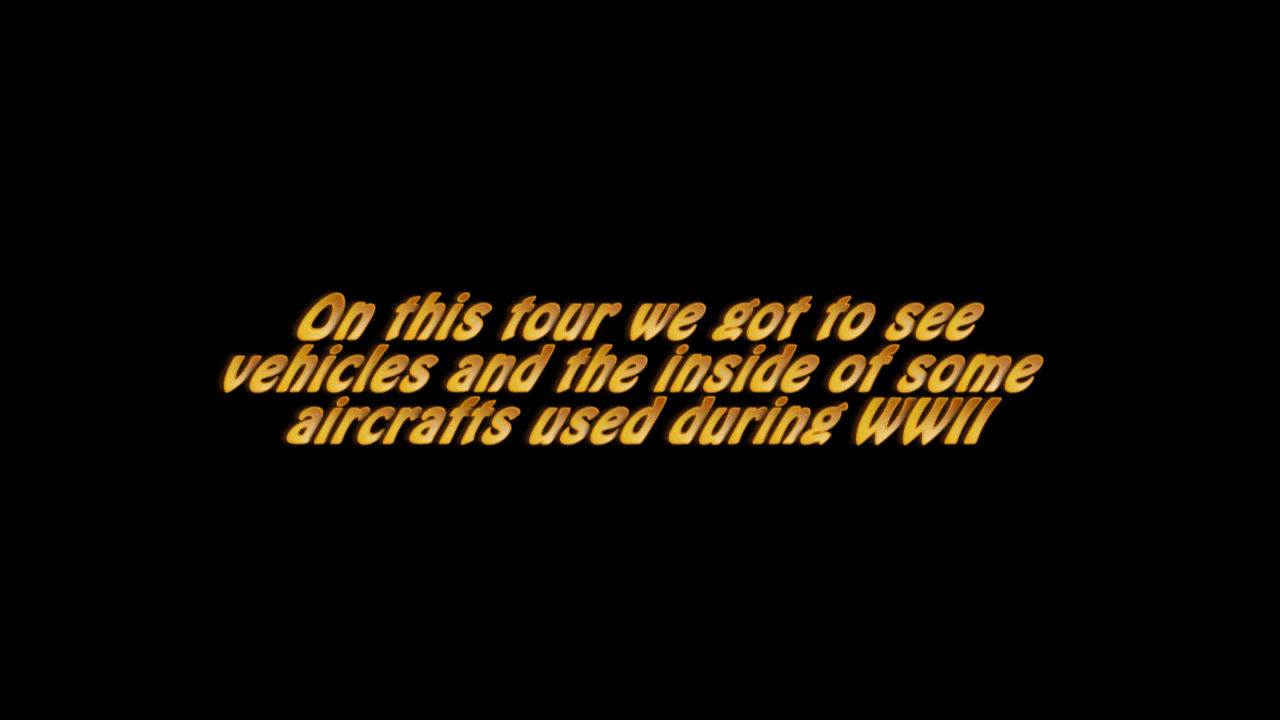 On this tour we got to see
vehicles and the inside of some
aircrafts used during WWII